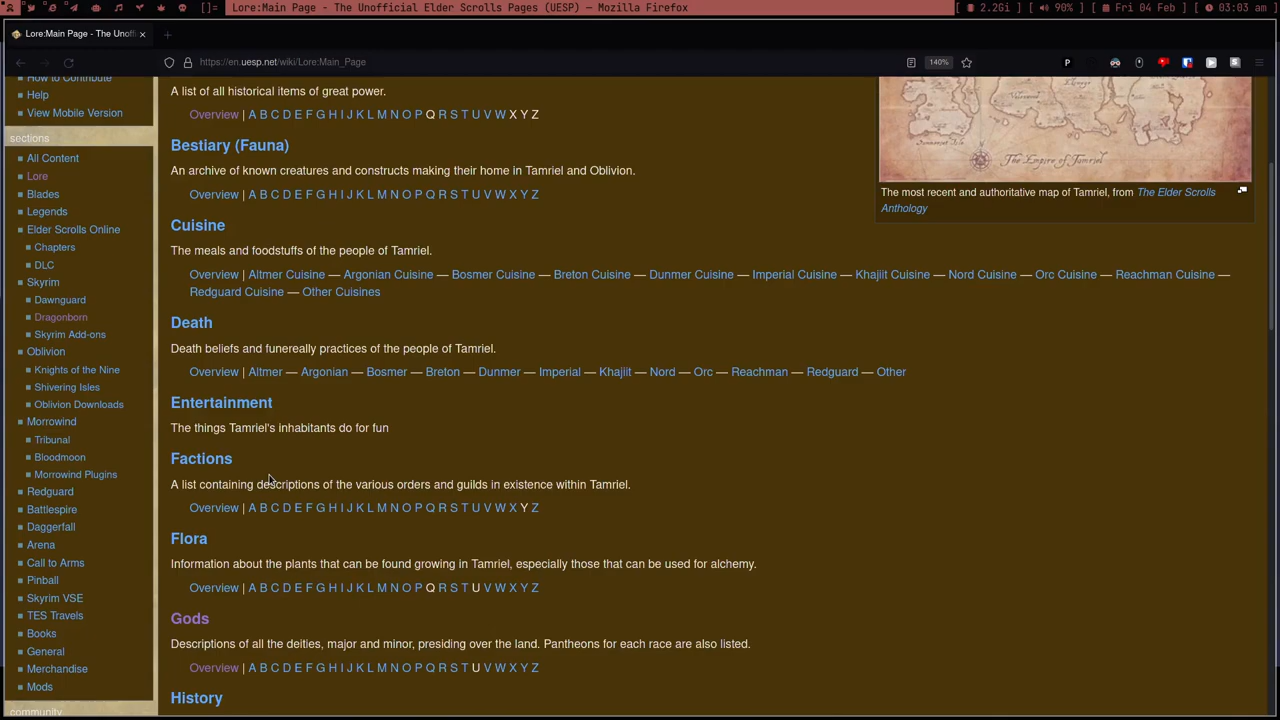 []= Lore:Main Page - The Unofficial Elder Scrolls Pages (UESP) — Mozilla Firefox [ 2.2Gi ] [ 90% ] [ Fri 04 Feb ] [ 03:03 am ]
Lore:Main Page - The Unoffi
https://en.uesp.net/wiki/Lore:Main_Page
140%
How to Contribute
Help
View Mobile Version
sections
All Content
Lore
Blades
Legends
Elder Scrolls Online
Chapters
DLC
Skyrim
Dawnguard
Dragonborn
Skyrim Add-ons
Oblivion
Knights of the Nine
Shivering Isles
Oblivion Downloads
Morrowind
Tribunal
Bloodmoon
Morrowind Plugins
Redguard
Battlespire
Daggerfall
Arena
Call to Arms
Pinball
Skyrim VSE
TES Travels
Books
General
Merchandise
Mods
community
A list of all historical items of great power.
Overview | A B C D E F G H I J K L M N O P Q R S T U V W X Y Z
Bestiary (Fauna)
An archive of known creatures and constructs making their home in Tamriel and Oblivion.
Overview | A B C D E F G H I J K L M N O P Q R S T U V W X Y Z
Cuisine
The meals and foodstuffs of the people of Tamriel.
Overview | Altmer Cuisine — Argonian Cuisine — Bosmer Cuisine — Breton Cuisine — Dunmer Cuisine — Imperial Cuisine — Khajiit Cuisine — Nord Cuisine — Orc Cuisine — Reachman Cuisine —
Redguard Cuisine — Other Cuisines
Death
Death beliefs and funereally practices of the people of Tamriel.
Overview | Altmer — Argonian — Bosmer — Breton — Dunmer — Imperial — Khajiit — Nord — Orc — Reachman — Redguard — Other
Entertainment
The things Tamriel's inhabitants do for fun
Factions
A list containing descriptions of the various orders and guilds in existence within Tamriel.
Overview | A B C D E F G H I J K L M N O P Q R S T U V W X Y Z
Flora
Information about the plants that can be found growing in Tamriel, especially those that can be used for alchemy.
Overview | A B C D E F G H I J K L M N O P Q R S T U V W X Y Z
Gods
Descriptions of all the deities, major and minor, presiding over the land. Pantheons for each race are also listed.
Overview | A B C D E F G H I J K L M N O P Q R S T U V W X Y Z
History
The Empire of Tamriel
The most recent and authoritative map of Tamriel, from The Elder Scrolls
Anthology